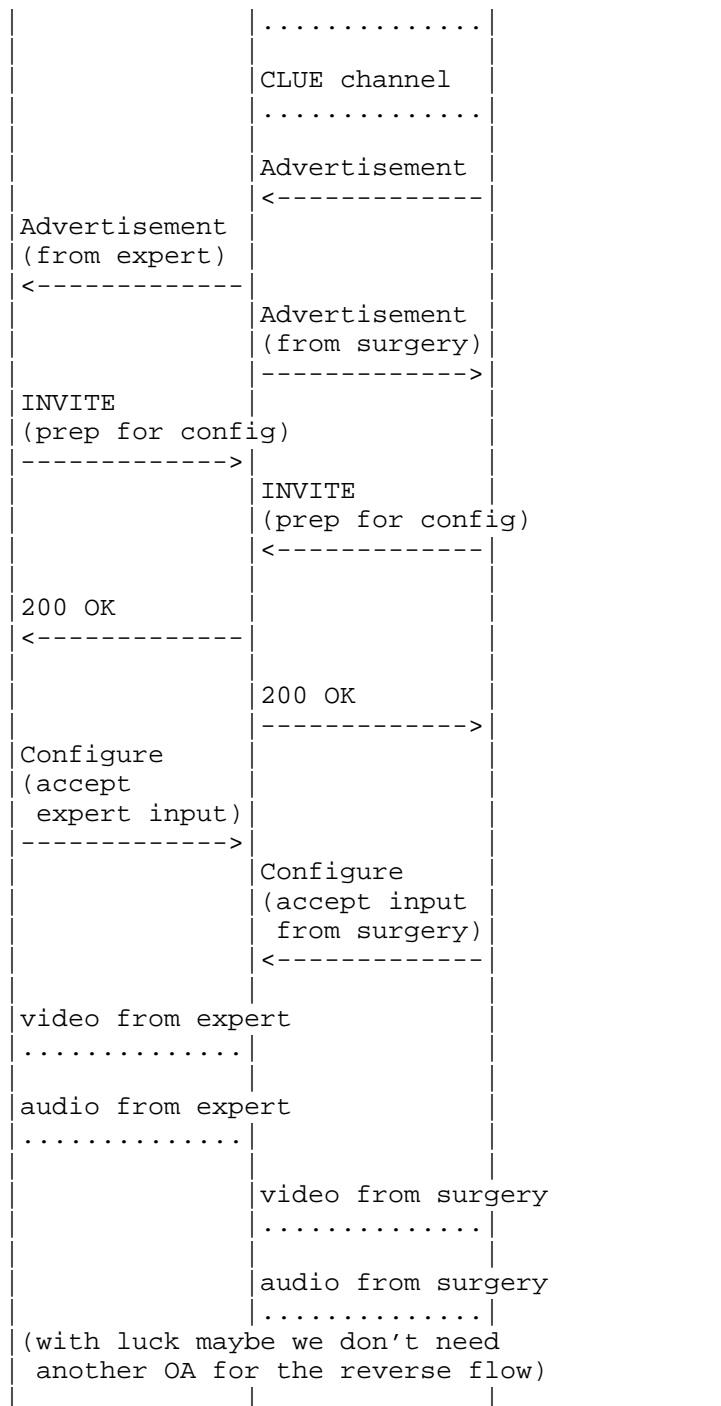 CLUE channel
Advertisement
Advertisement
(from expert)
Advertisement
(from surgery)
INVITE
(prep for config)
INVITE
(prep for config)
200 OK
200 OK
Configure
(accept
expert input)
Configure
(accept input
from surgery)
video from expert
audio from expert
video from surgery
audio from surgery
(with luck maybe we don't need
another OA for the reverse flow)